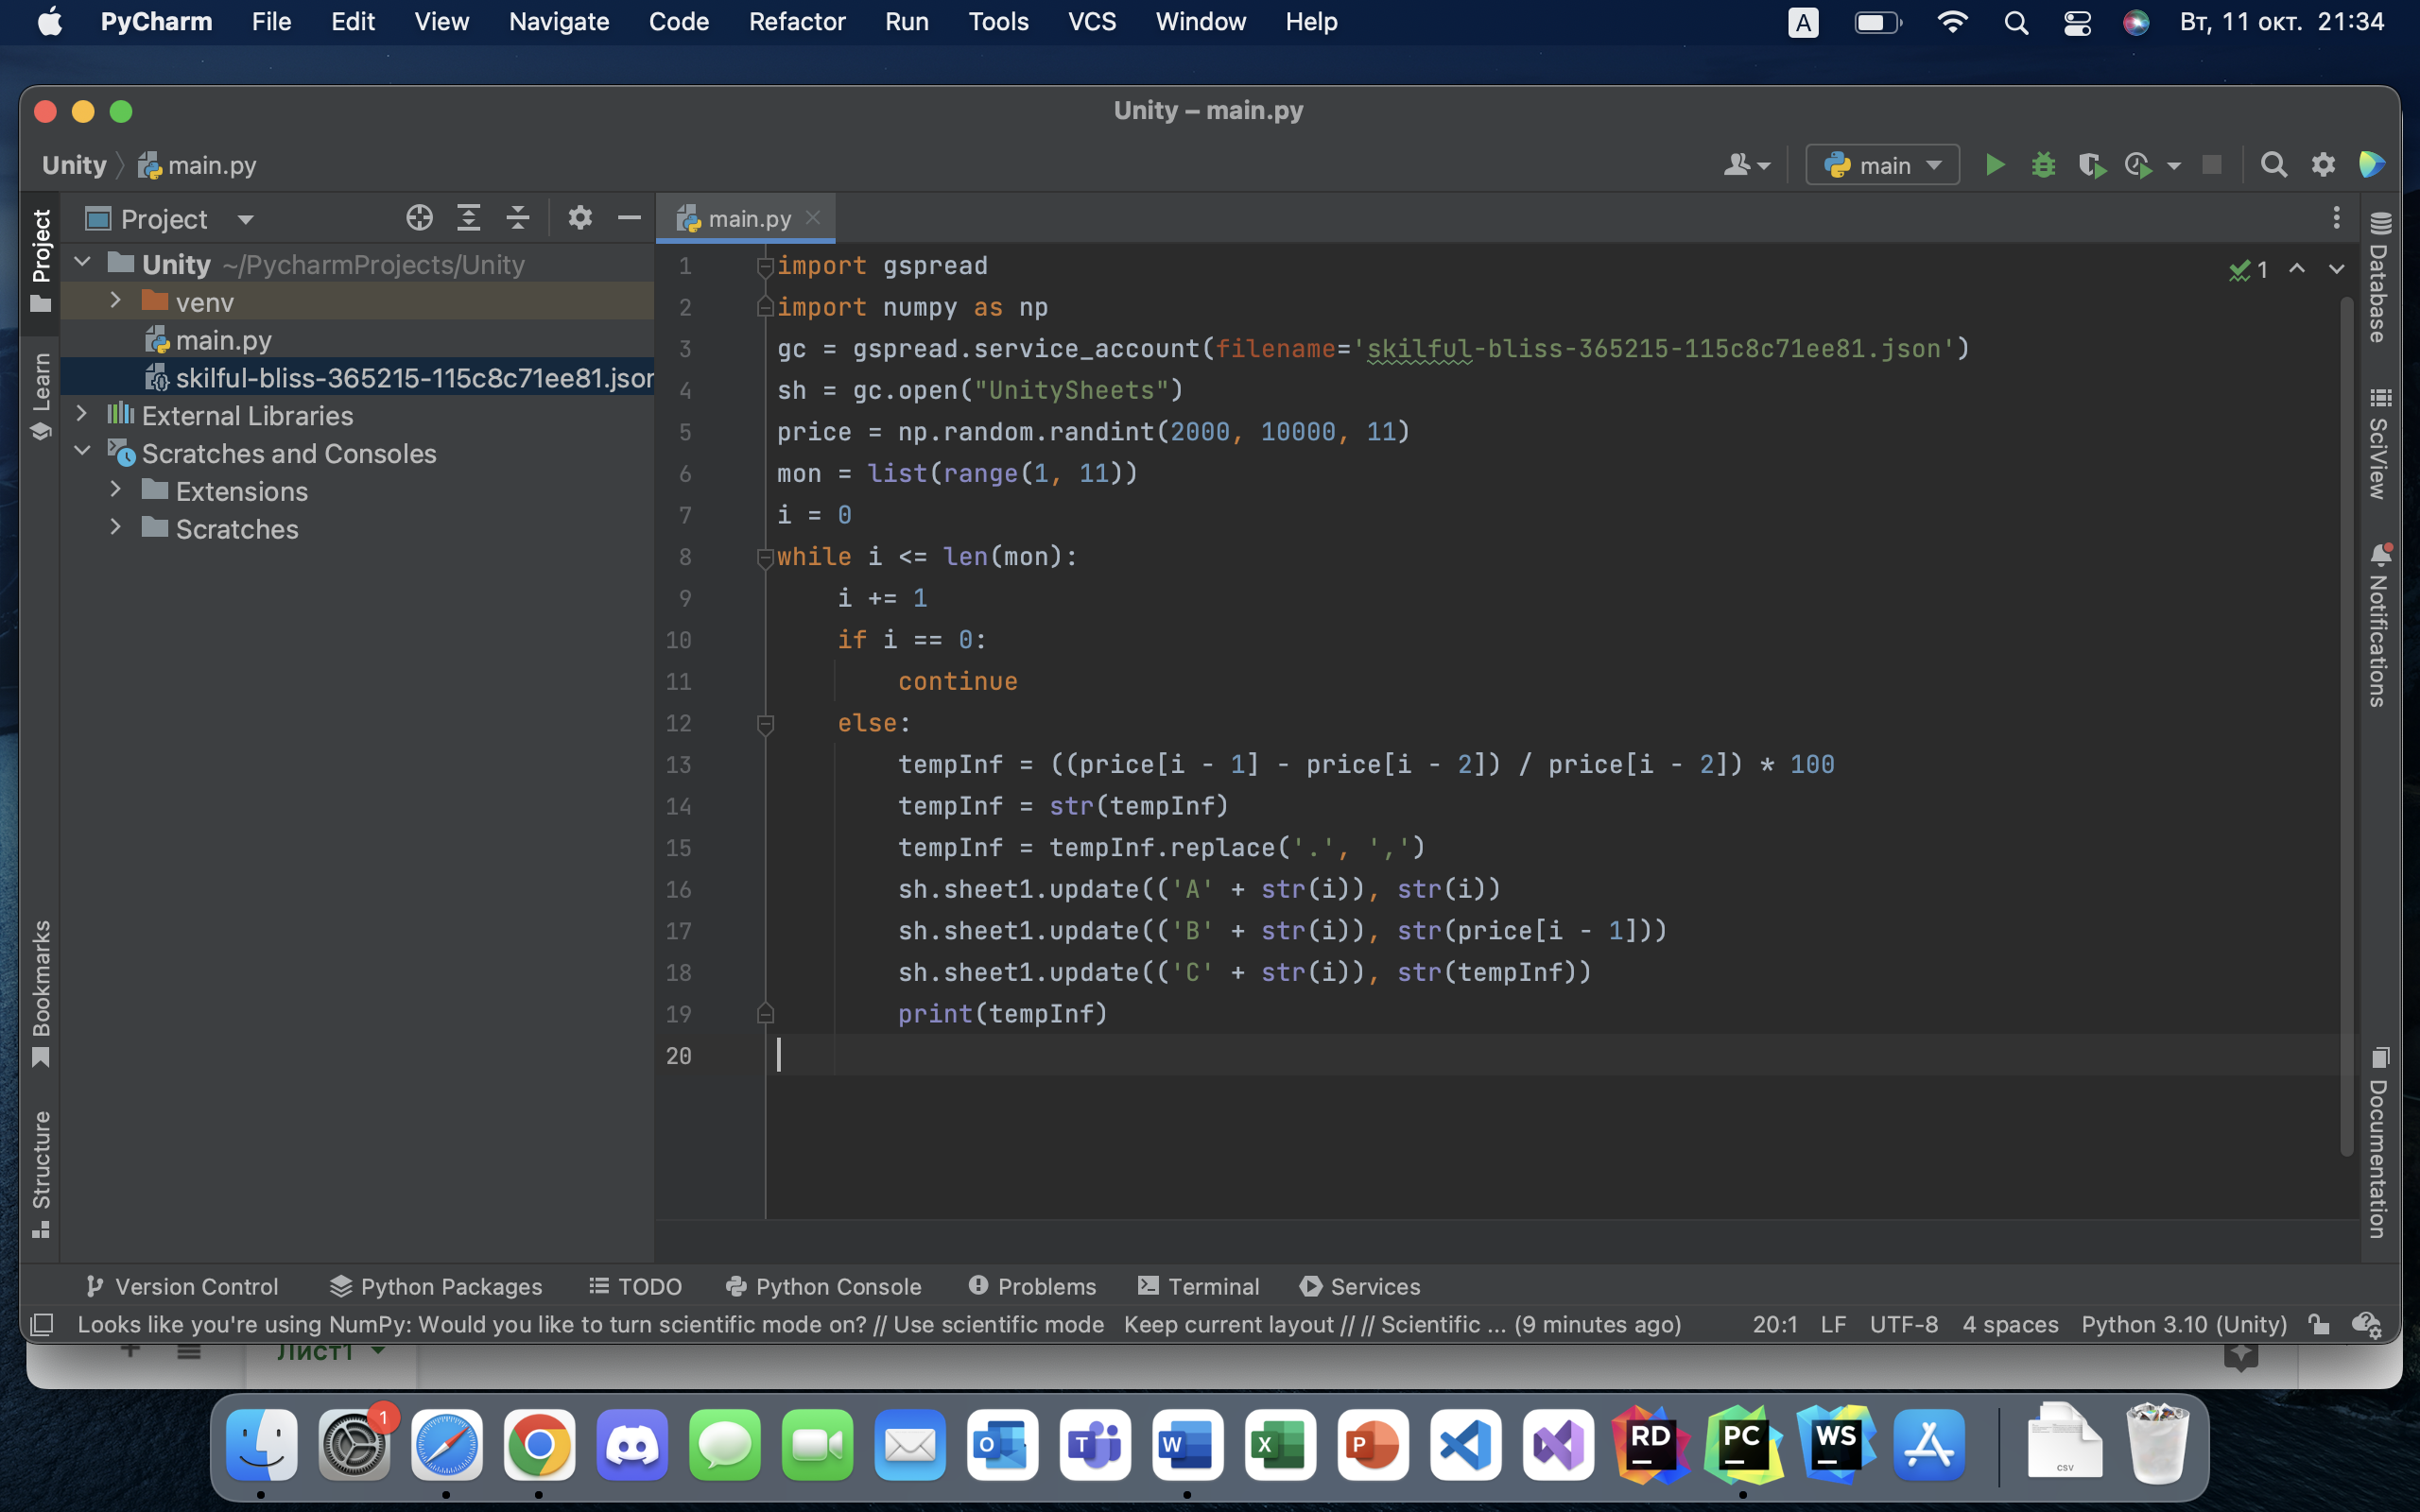 PyCharm File Edit View Navigate Code Refactor Run Tools VCS Window Help A Вт, 11 окт. 21:34
Unity – main.py
Unity main.py main
Project
main.py
Project
Learn
Bookmarks
Structure
Unity ~/PycharmProjects/Unity
venv
main.py
skilful-bliss-365215-115c8c71ee81.json
External Libraries
Scratches and Consoles
Extensions
Scratches
1 import gspread
2 import numpy as np
3 gc = gspread.service_account(filename='skilful-bliss-365215-115c8c71ee81.json')
4 sh = gc.open("UnitySheets")
5 price = np.random.randint(2000, 10000, 11)
6 mon = list(range(1, 11))
7 i = 0
8 while i <= len(mon):
9 i += 1
10 if i == 0:
11 continue
12 else:
13 tempInf = ((price[i - 1] - price[i - 2]) / price[i - 2]) * 100
14 tempInf = str(tempInf)
15 tempInf = tempInf.replace('.', ',')
16 sh.sheet1.update(('A' + str(i)), str(i))
17 sh.sheet1.update(('B' + str(i)), str(price[i - 1]))
18 sh.sheet1.update(('C' + str(i)), str(tempInf))
19 print(tempInf)
20
1
Database
SciView
Notifications
Documentation
Version Control Python Packages TODO Python Console Problems Terminal Services
Looks like you're using NumPy: Would you like to turn scientific mode on? // Use scientific mode Keep current layout // // Scientific ... (9 minutes ago) 20:1 LF UTF-8 4 spaces Python 3.10 (Unity)
Лист1
1 O T W X P RD PC WS CSV